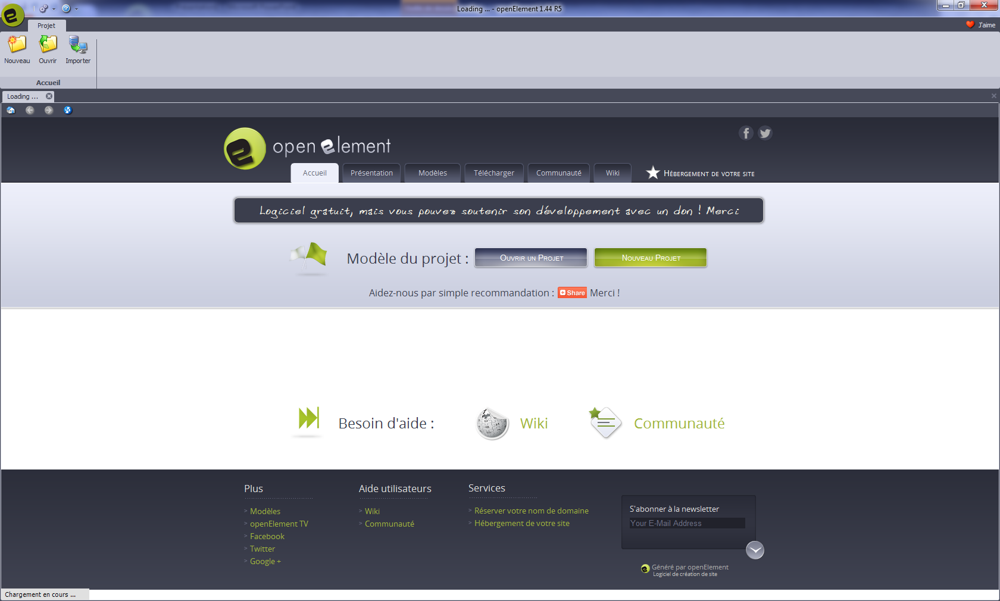 Loading ... - openElement 1.44 R5
Projet
J'aime
Nouveau
Ouvrir
Importer
Accueil
Loading ...
open element
Accueil
Présentation
Modèles
Télécharger
Communauté
Wiki
Hébergement de votre site
Logiciel gratuit, mais vous pouvez soutenir son développement avec un don ! Merci
Modèle du projet :
Ouvrir un Projet
Nouveau Projet
Aidez-nous par simple recommandation : Share Merci !
Besoin d'aide :
Wiki
Communauté
Plus
> Modèles
> openElement TV
> Facebook
> Twitter
> Google +
Aide utilisateurs
> Wiki
> Communauté
Services
> Réserver votre nom de domaine
> Hébergement de votre site
S'abonner à la newsletter
Your E-Mail Address
Généré par openElement
Logiciel de création de site
Chargement en cours ...